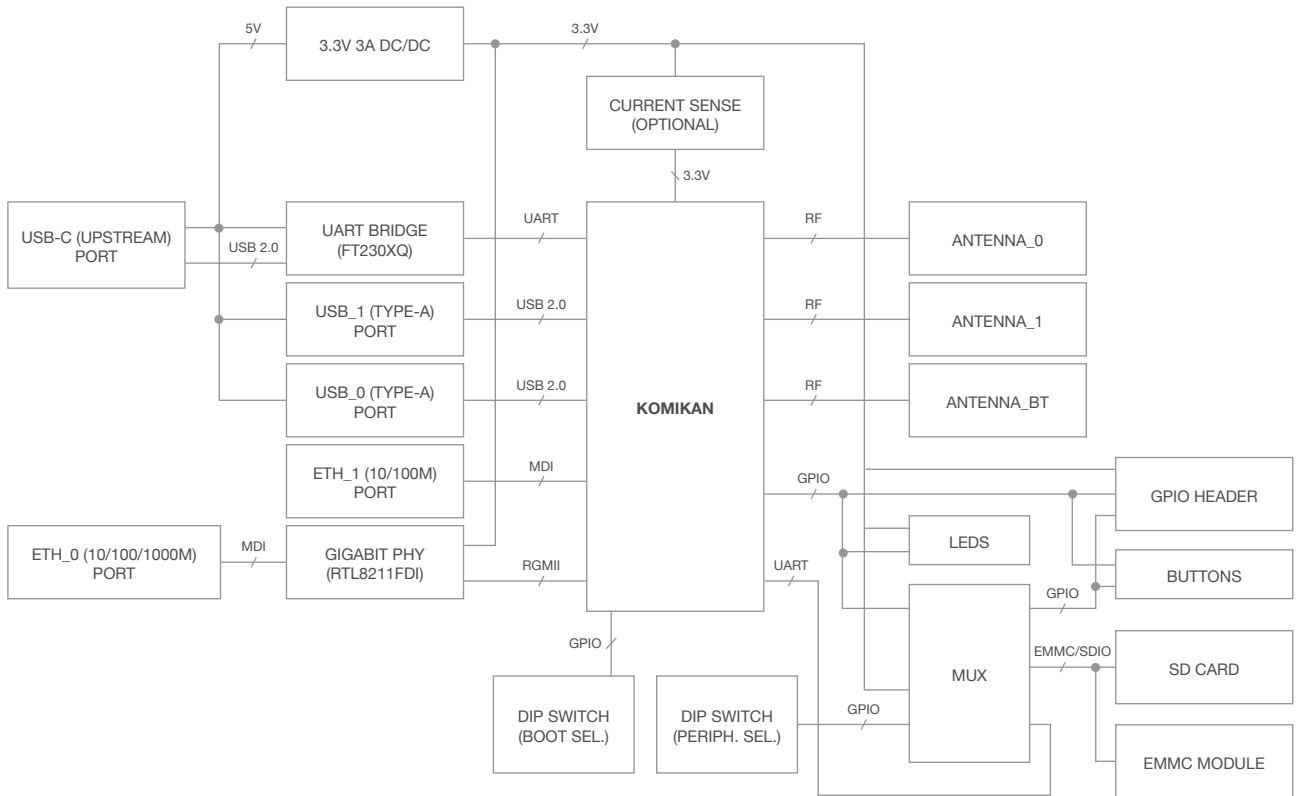 5V
3.3V 3A DC/DC
3.3V
CURRENT SENSE
(OPTIONAL)
3.3V
USB-C (UPSTREAM)
PORT
USB 2.0
UART BRIDGE
(FT230XQ)
UART
RF
ANTENNA_0
USB_1 (TYPE-A)
PORT
USB 2.0
RF
ANTENNA_1
USB_0 (TYPE-A)
PORT
USB 2.0
KOMIKAN
RF
ANTENNA_BT
ETH_1 (10/100M)
PORT
MDI
GPIO
GPIO HEADER
LEDS
ETH_0 (10/100/1000M)
PORT
MDI
GIGABIT PHY
(RTL8211FDI)
RGMII
UART
BUTTONS
GPIO
GPIO
EMMC/SDIO
MUX
SD CARD
DIP SWITCH
(BOOT SEL.)
DIP SWITCH
(PERIPH. SEL.)
GPIO
EMMC MODULE